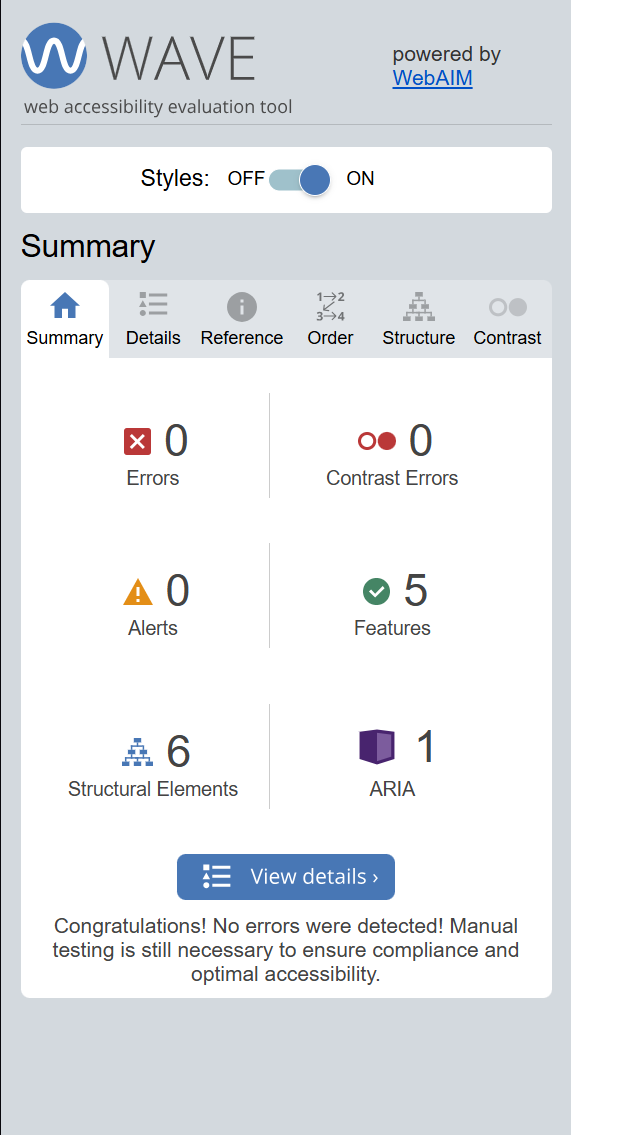 WAVE
web accessibility evaluation tool
powered by
WebAIM
Styles: OFF ON
Summary
Summary
Details
Reference
1→2
3→4
Order
Structure
Contrast
0
Errors
0
Contrast Errors
0
Alerts
5
Features
6
Structural Elements
1
ARIA
View details ›
Congratulations! No errors were detected! Manual
testing is still necessary to ensure compliance and
optimal accessibility.